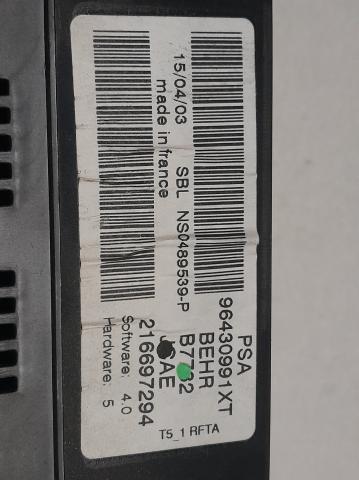 PSA
96430991XT
BEHR
15/04/03 SBL NS0489539-P
made in france
216697294
Software: 4.0
Hardware: 5
T5_1 RFTA